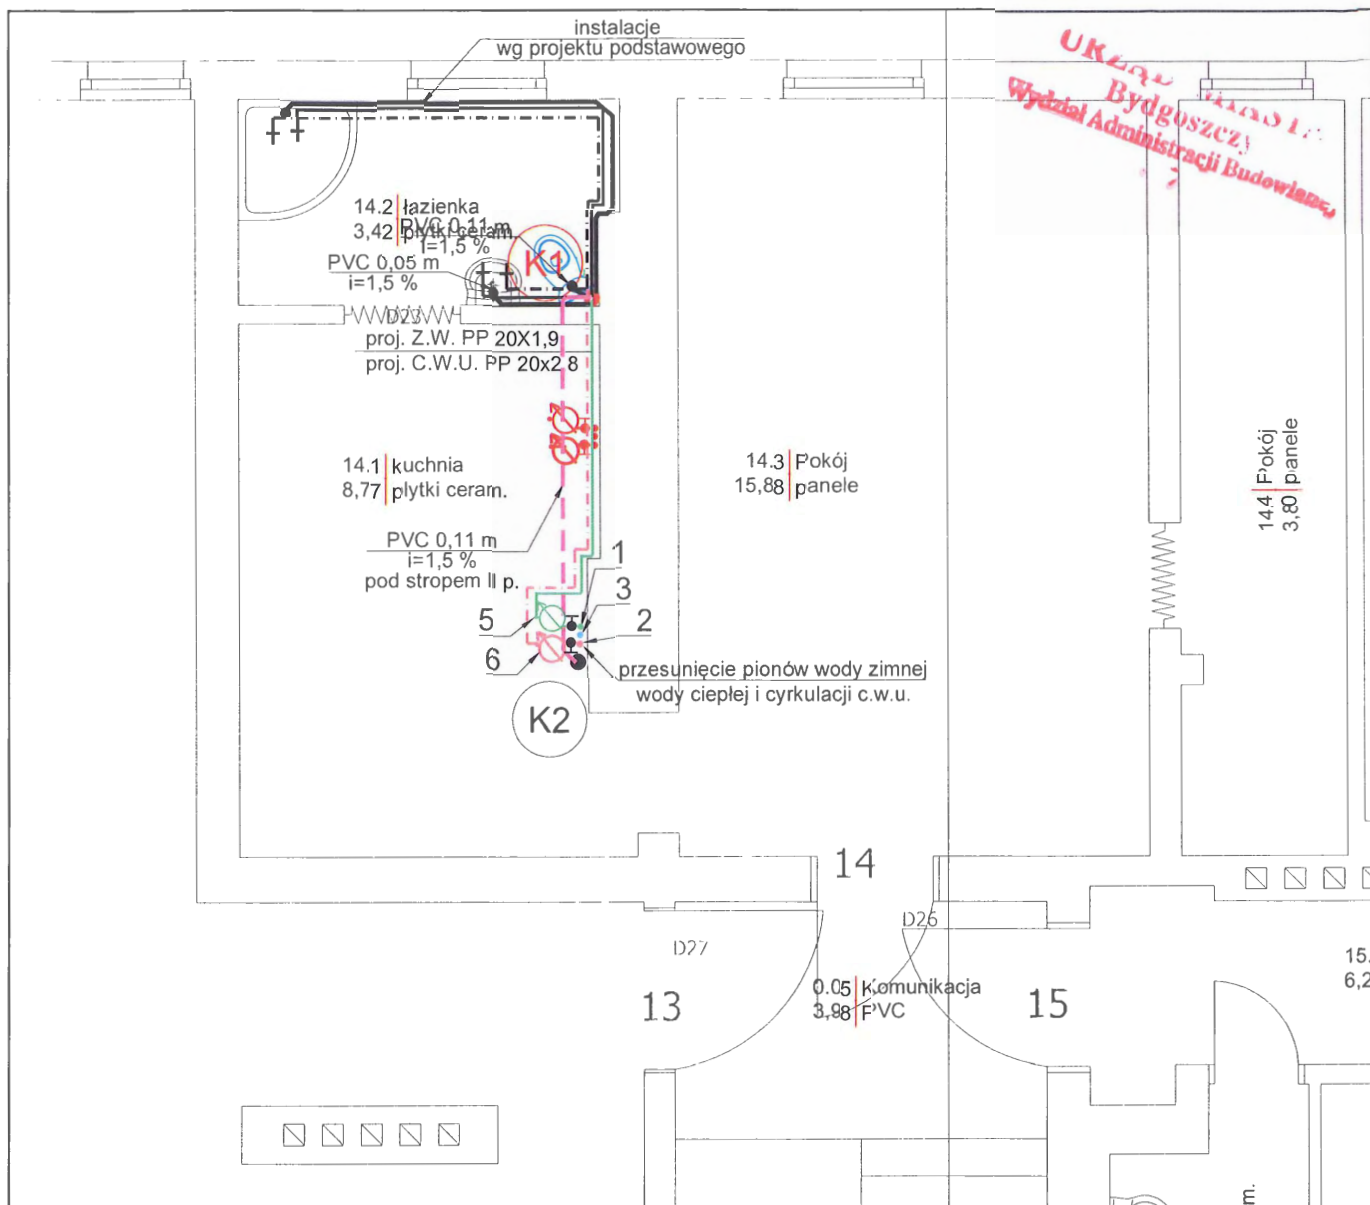 instalacje
wg projektu podstawowego
Bydgoszczy
Wydział Administracji Budowlanej
14.2 łazienka
3,42 płytki ceram.
PVC 0,11 m
i=1,5 %
K1
PVC 0,05 m
i=1,5 %
D23
proj. Z.W. PP 20X1,9
proj. C.W.U. PP 20x2,8
14.1 kuchnia
8,77 płytki ceram.
14.3 Pokój
15,88 panele
14.4 Pokój
3,80 panele
PVC 0,11 m
i=1,5 %
pod stropem II p.
1
3
2
5
6
przesunięcie pionów wody zimnej
wody ciepłej i cyrkulacji c.w.u.
K2
14
D26
D27
0.05 Komunikacja
3,98 PVC
13
15
15.
6,2
m.